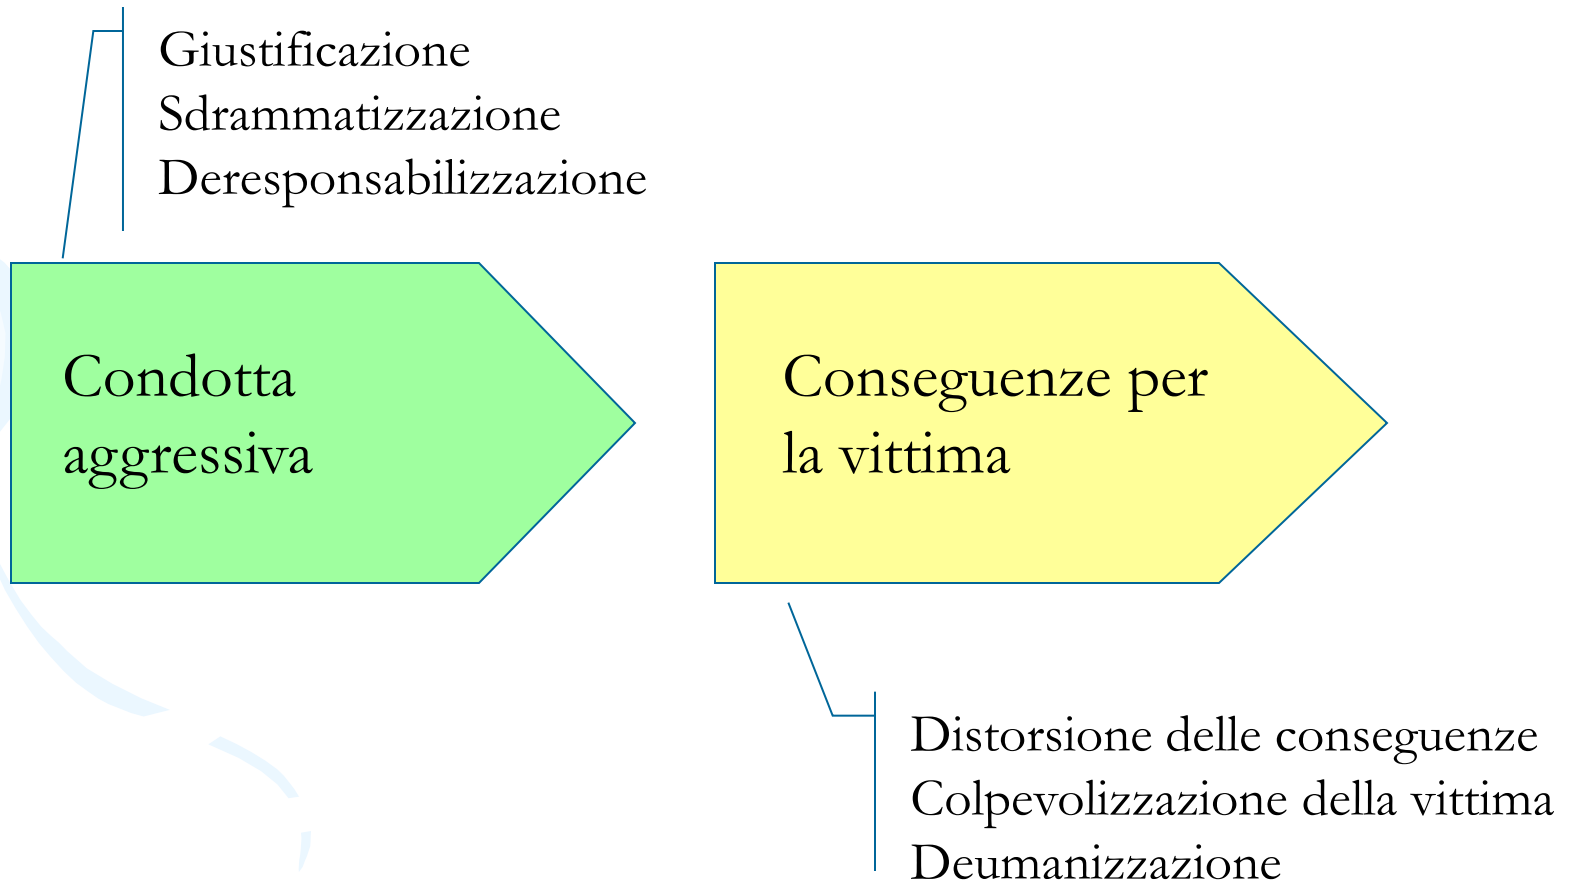 Giustificazione
Sdrammatizzazione
Deresponsabilizzazione
Condotta
aggressiva
Conseguenze per
la vittima
Distorsione delle conseguenze
Colpevolizzazione della vittima
Deumanizzazione